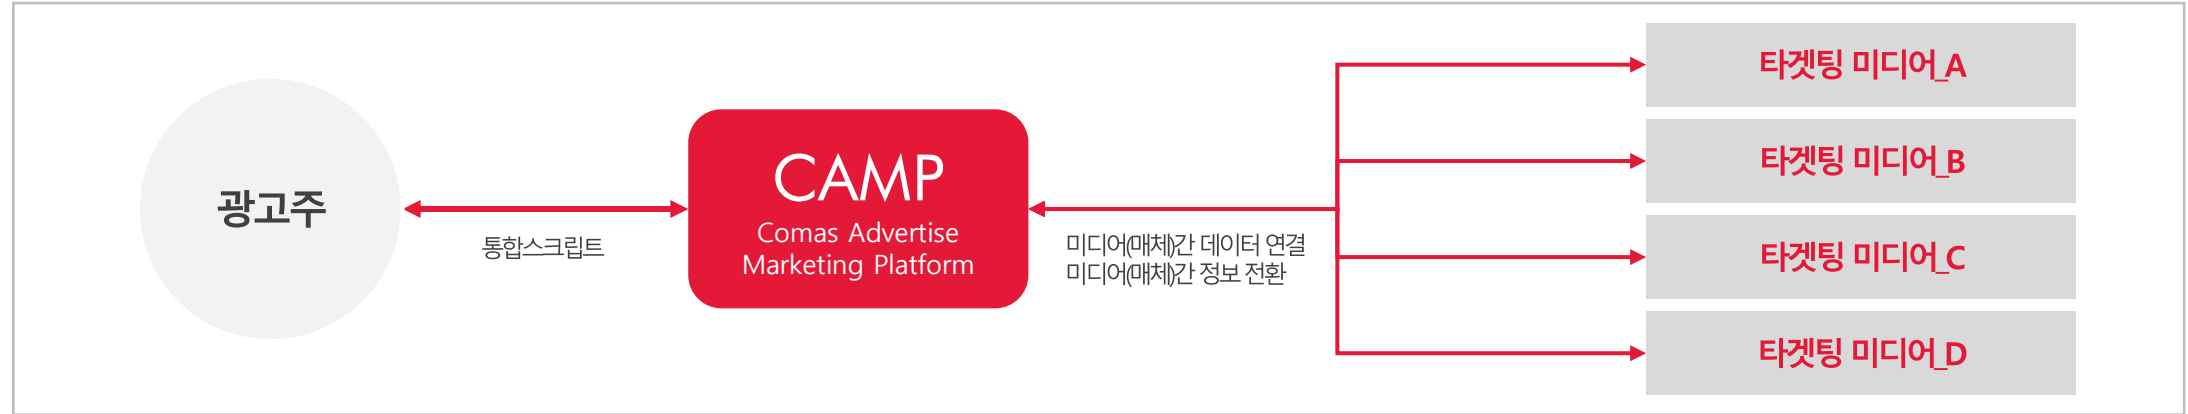 광고주
통합스크립트
CAMP
Comas Advertise
Marketing Platform
미디어(매체)간 데이터 연결
미디어(매체)간 정보 전환
타겟팅 미디어_A
타겟팅 미디어_B
타겟팅 미디어_C
타겟팅 미디어_D